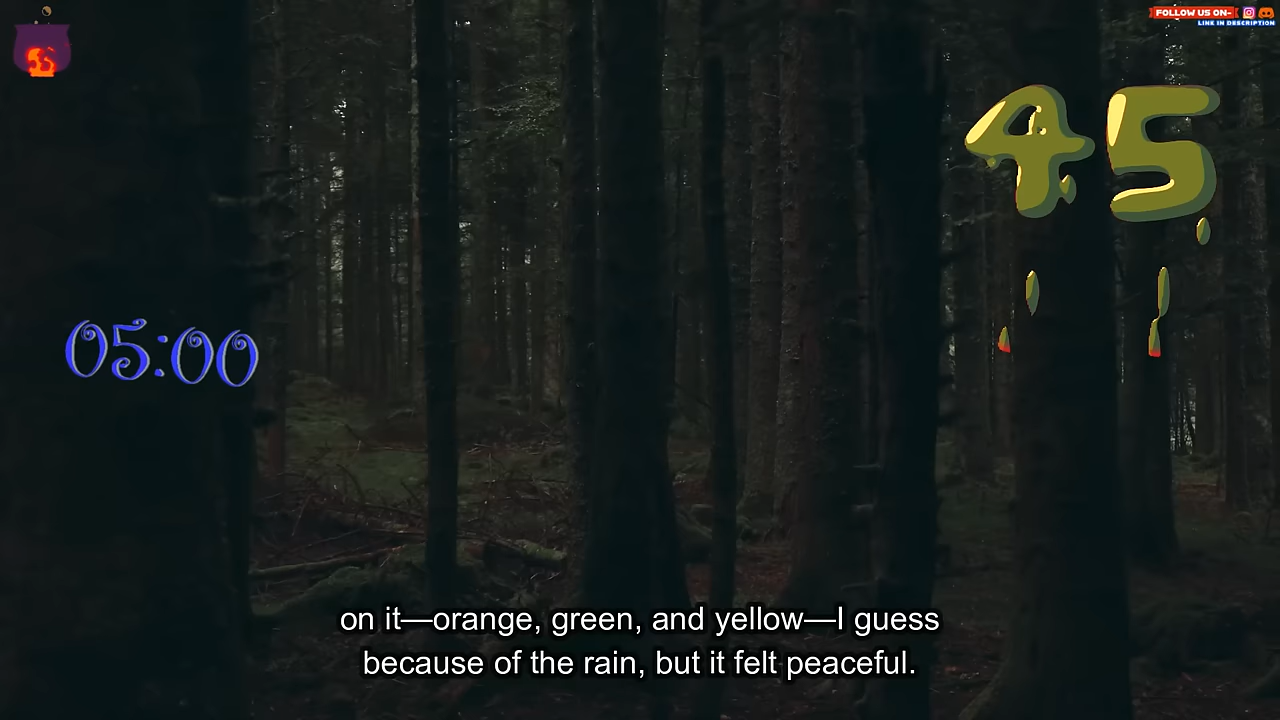 FOLLOW US ON-
LINK IN DESCRIPTION
45
05:00
on it—orange, green, and yellow—I guess
because of the rain, but it felt peaceful.